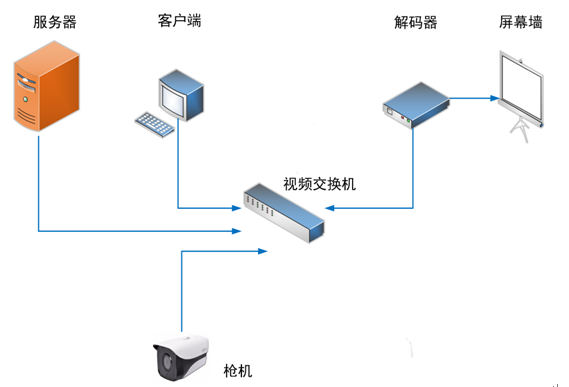 服务器
客户端
解码器
屏幕墙
视频交换机
枪机